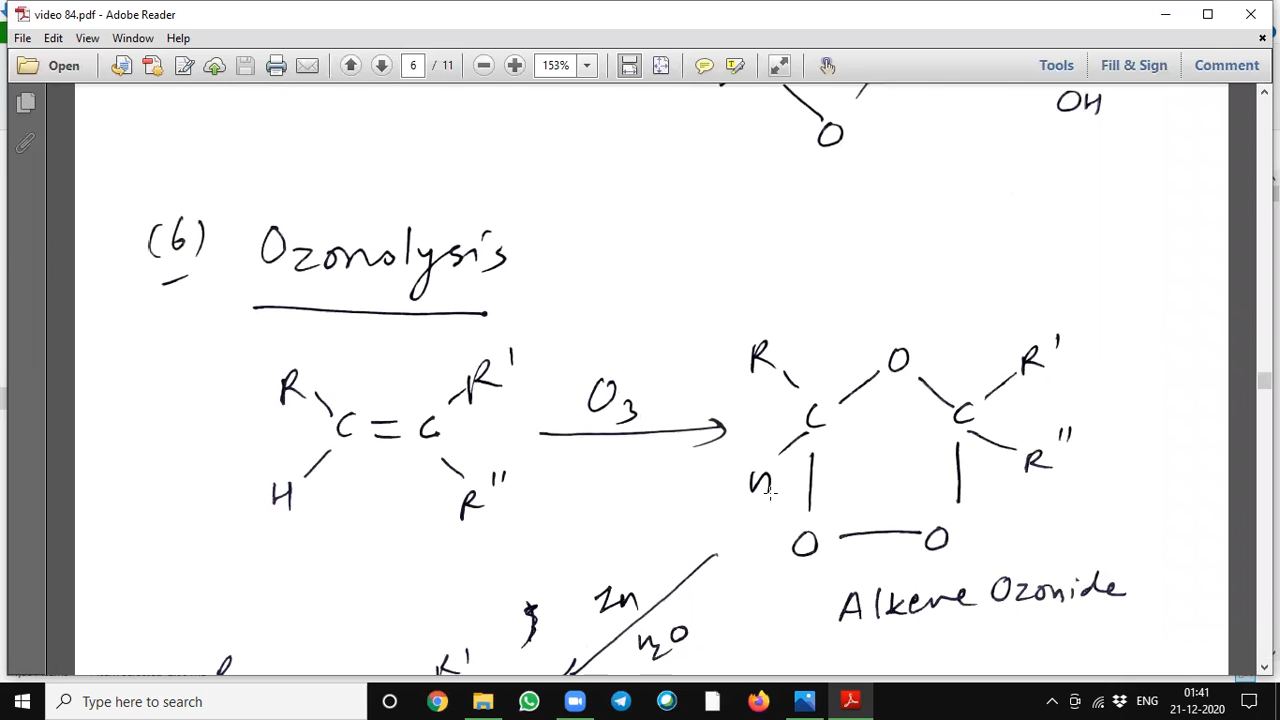 video 84.pdf - Adobe Reader
File Edit View Window Help
Open 6 / 11 153% Tools Fill & Sign Comment
OH
O
(6) Ozonolysis
R R' O3 R O R'
C = C C C
H R" H R"
O O
Zn
H2O
Alkene Ozonide
R'
Type here to search
ENG 01:41
21-12-2020